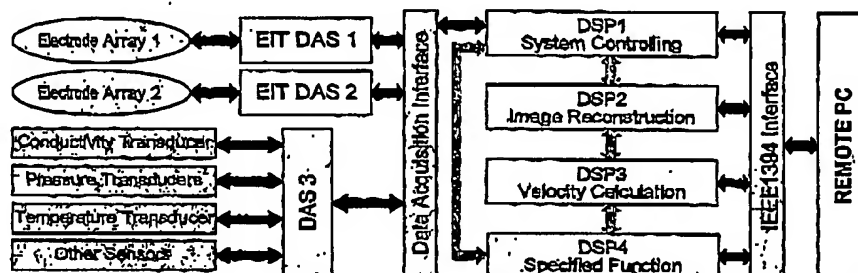 Electrode Array 1
EIT DAS 1
Electrode Array 2
EIT DAS 2
Conductivity Transducer
Pressure Transducers
Temperature Transducer
Other Sensors
DAS 3
Data Acquisition Interface
DSP1
System Controlling
DSP2
Image Reconstruction
DSP3
Velocity Calculation
DSP4
Specified Function
IEEE1394 Interface
REMOTE PC